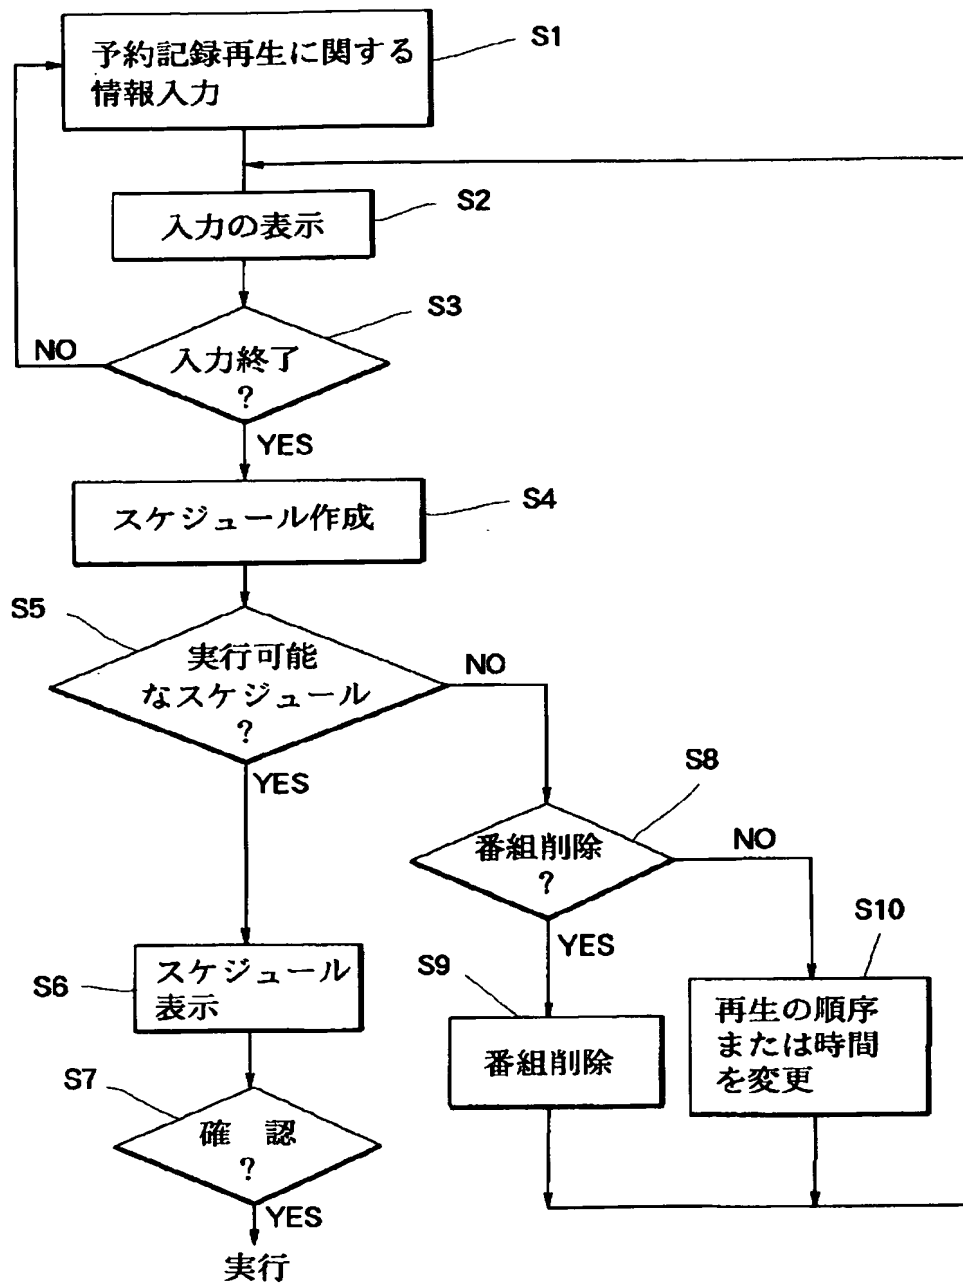 予約記録再生に関する
情報入力
S1
入力の表示
S2
S3
入力終了
?
NO
YES
スケジュール作成
S4
S5
実行可能
なスケジュール
?
NO
YES
S8
番組削除
?
NO
YES
S6
スケジュール
表示
S9
番組削除
S10
再生の順序
または時間
を変更
S7
確 認
?
YES
実行